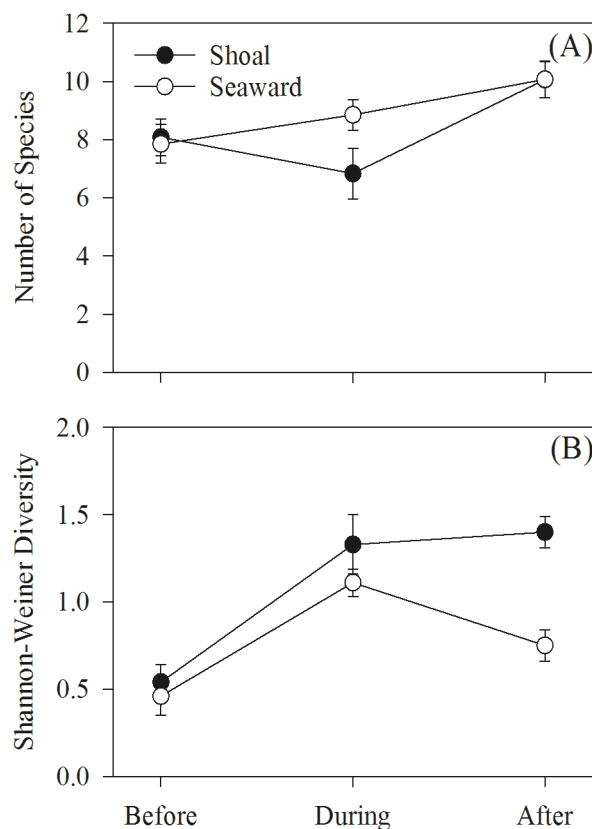 12
10
8
6
4
2
0
Number of Species
Shoal
Seaward
(A)
2.0
1.5
1.0
0.5
0.0
Shannon-Weiner Diversity
(B)
Before During After